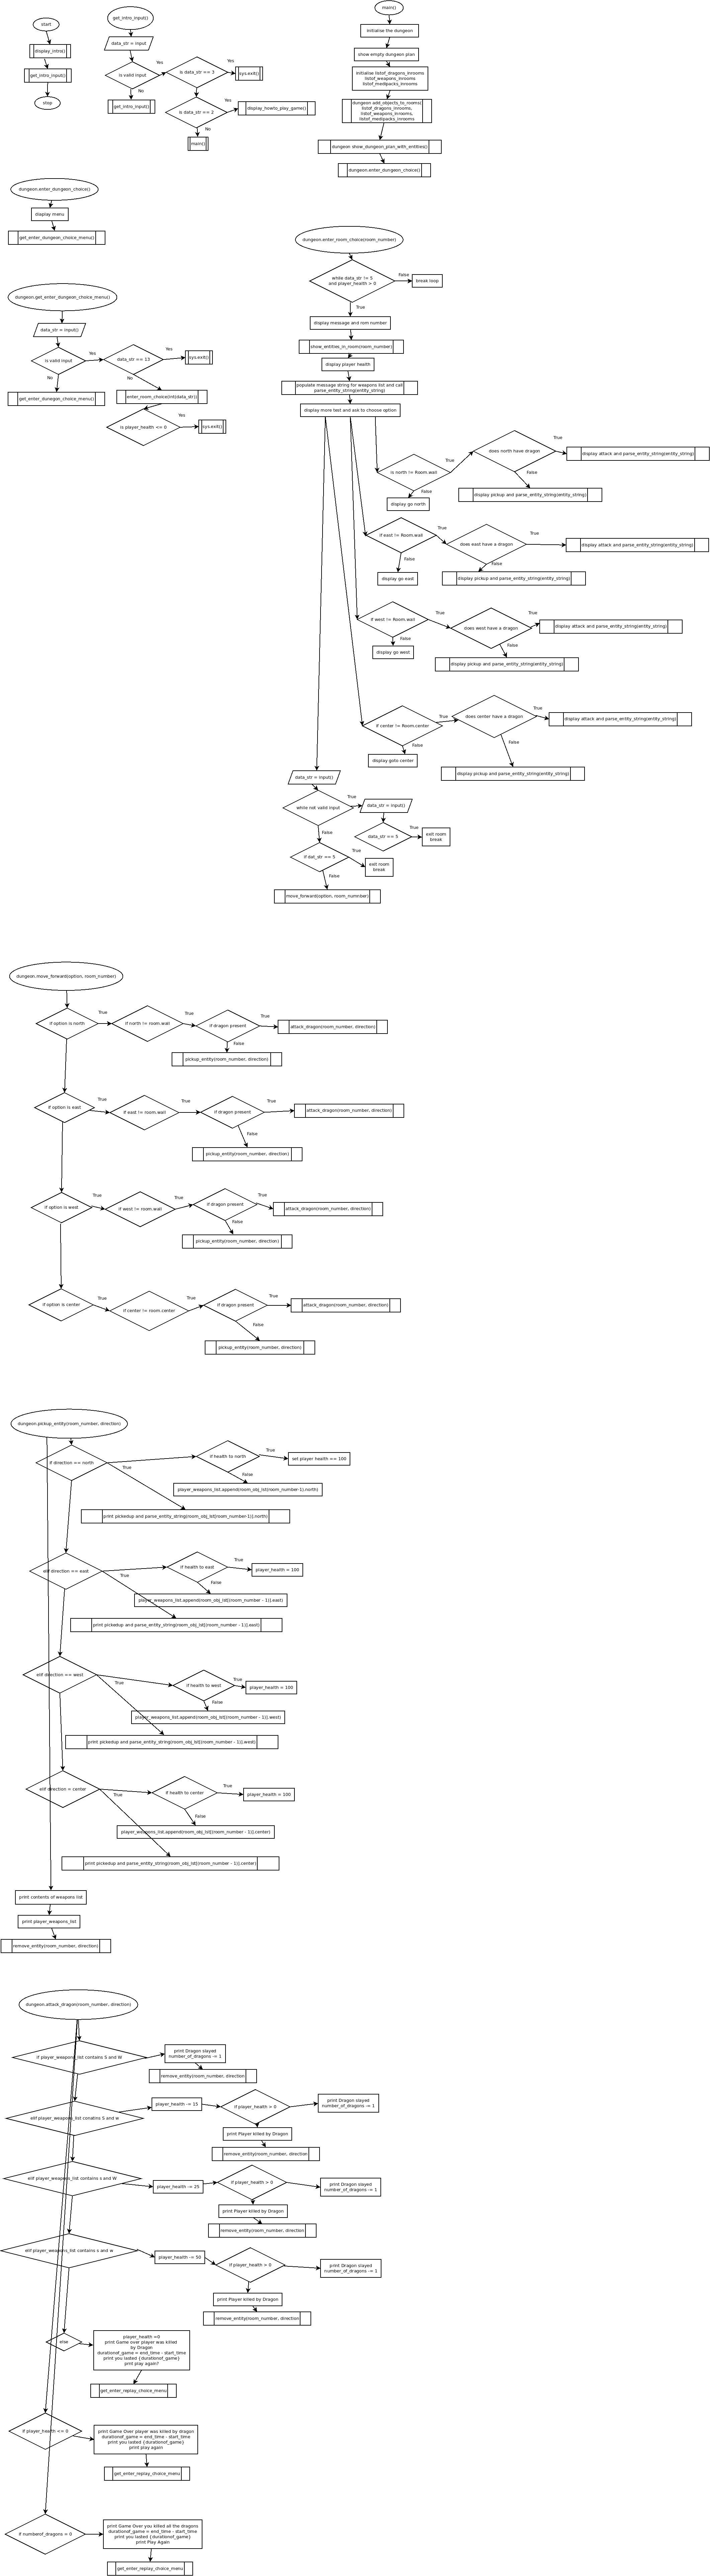 start
display_intro()
get_intro_input()
stop
get_intro_input()
data_str = input
is valid input
Yes
No
get_intro_input()
is data_str == 3
Yes
sys.exit()
is data_str == 2
Yes
display_howto_play_game()
No
main()
main()
initialise the dungeon
show empty dungeon plan
initialise listof_dragons_inrooms
listof_weapons_inrooms
listof_medipacks_inrooms
dungeon add_objects_to_rooms(
listof_dragons_in_rooms,
listof_weapons_in_rooms,
listof_medipacks_inrooms)
dungeon show_dungeon_plan_with_entities()
dungeon.enter_dungeon_choice()
dungeon.enter_dungeon_choice()
display menu
get_enter_dungeon_choice_menu()
dungeon.get_enter_dungeon_choice_menu()
data_str = input()
is valid input
Yes
No
get_enter_dunegon_choice_menu()
data_str == 13
Yes
sys.exit()
No
enter_room_choice(int(data_str))
is player_health <= 0
Yes
sys.exit()
dungeon.enter_room_choice(room_number)
while data_str != 5
and player_health > 0
False
break loop
True
display message and rom number
show_entities_in_room(room_number)
display player health
populate message string for weapons list and call
parse_entity_string(entity_string)
display more text and ask to choose option
is north != Room.wall
True
False
display go north
does north have dragon
True
display attack and parse_entity_string(entity_string)
False
display pickup and parse_entity_string(entity_string)
if east != Room.wall
True
False
display go east
does east have a dragon
True
display attack and parse_entity_string(entity_string)
False
display pickup and parse_entity_string(entity_string)
if west != Room.wall
True
False
display go west
does west have a dragon
True
display attack and parse_entity_string(entity_string)
False
display pickup and parse_entity_string(entity_string)
if center != Room.center
True
False
display goto center
does center have a dragon
True
display attack and parse_entity_string(entity_string)
False
display pickup and parse_entity_string(entity_string)
data_str = input()
while not valid input
True
data_str = input()
data_str == 5
True
exit room
break
False
if dat_str == 5
True
exit room
break
False
move_forward(option, room_numnber)
dungeon.move_forward(option, room_number)
if option is north
True
if north != room.wall
True
if dragon present
True
attack_dragon(room_number, direction)
False
pickup_entity(room_number, direction)
if option is east
True
if east != room.wall
True
if dragon present
True
attack_dragon(room_number, direction)
False
pickup_entity(room_number, direction)
if option is west
True
if west != room.wall
True
if dragon present
True
attack_dragon(room_number, direction)
False
pickup_entity(room_number, direction)
if option is center
True
if center != room.center
True
if dragon present
True
attack_dragon(room_number, direction)
False
pickup_entity(room_number, direction)
dungeon.pickup_entity(room_number, direction)
if direction == north
True
if health to north
True
set player health == 100
False
player_weapons_list.append(room_obj_lst(room_number-1).north)
print pickedup and parse_entity_string(room_obj_lst[room_number-1)].north)
elif direction == east
True
if health to east
True
player_health = 100
False
player_weapons_list.append(room_obj_lst[(room_number - 1)].east)
print pickedup and parse_entity_string(room_obj_lst[(room_number - 1)].east)
elif direction == west
True
if health to west
True
player_health = 100
False
player_weapons_list.append(room_obj_lst[(room_number - 1)].west)
print pickedup and parse_entity_string(room_obj_lst[(room_number - 1)].west)
elif direction = center
True
if health to center
True
player_health = 100
False
player_weapons_list.append(room_obj_lst[(room_number - 1)].center)
print pickedup and parse_entity_string(room_obj_lst[(room_number - 1)].center)
print contents of weapons list
print player_weapons_list
remove_entity(room_number, direction)
dungeon.attack_dragon(room_number, direction)
if player_weapons_list contains S and W
print Dragon slayed
number_of_dragons -= 1
remove_entity(room_number, direction
elif player_weapons_list conatins S and w
player_health -= 15
if player_health > 0
print Dragon slayed
number_of_dragons -= 1
print Player killed by Dragon
remove_entity(room_number, direction
elif player_weapons_list contains s and W
player_health -= 25
if player_health > 0
print Dragon slayed
number_of_dragons -= 1
print Player killed by Dragon
remove_entity(room_number, direction
elif player_weapons_list contains s and w
player_health -= 50
if player_health > 0
print Dragon slayed
number_of_dragons -= 1
print Player killed by Dragon
remove_entity(room_number, direction
else
player_health =0
print Game over player was killed
by Dragon
durationof_game = end_time - start_time
print you lasted {durationof_game}
print play again?
get_enter_replay_choice_menu
if player_health <= 0
print Game Over player was killed by dragon
durationof_game = end_time - start_time
print you lasted {durationof_game}
print play again
get_enter_replay_choice_menu
if numberof_dragons = 0
print Game Over you killed all the dragons
durationof_game = end_time - start_time
print you lasted {durationof_game}
print Play Again
get_enter_replay_choice_menu